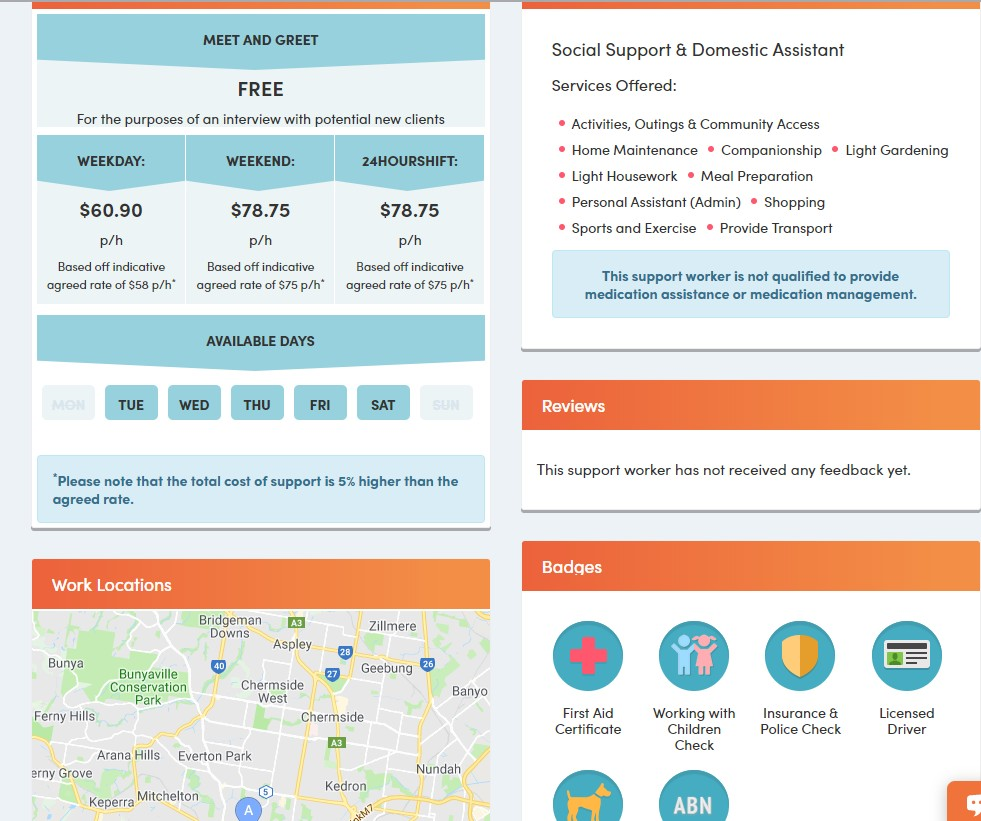 MEET AND GREET
FREE
For the purposes of an interview with potential new clients
WEEKDAY:
$60.90
p/h
Based off indicative
agreed rate of $58 p/h*
WEEKEND:
$78.75
p/h
Based off indicative
agreed rate of $75 p/h*
24HOURSHIFT:
$78.75
p/h
Based off indicative
agreed rate of $75 p/h*
AVAILABLE DAYS
MON TUE WED THU FRI SAT SUN
*Please note that the total cost of support is 5% higher than the
agreed rate.
Work Locations
Bridgeman
Downs
A3
Zillmere
Aspley
28
Bunya
40
27
Geebung
26
Bunyaville
Conservation
Park
Chermside
West
Banyo
Ferny Hills
Chermside
A3
Arana Hills
Everton Park
Nundah
erny Grove
Kedron
5
Keperra
Mitchelton
A
nkM7
Social Support & Domestic Assistant
Services Offered:
• Activities, Outings & Community Access
• Home Maintenance • Companionship • Light Gardening
• Light Housework • Meal Preparation
• Personal Assistant (Admin) • Shopping
• Sports and Exercise • Provide Transport
This support worker is not qualified to provide
medication assistance or medication management.
Reviews
This support worker has not received any feedback yet.
Badges
First Aid
Certificate
Working with
Children
Check
Insurance &
Police Check
Licensed
Driver
ABN